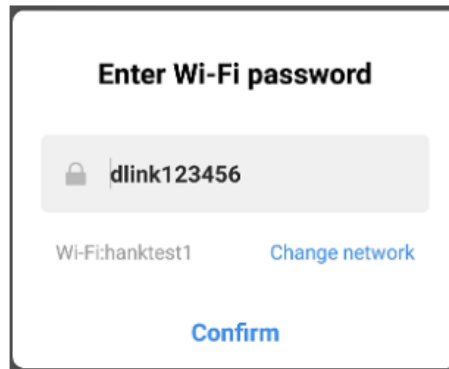 Enter Wi-Fi password
dlink123456
Wi-Fi:hanktest1 Change network
Confirm